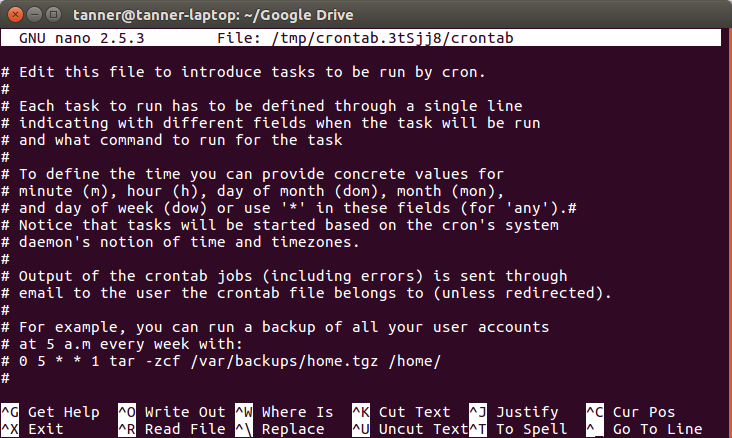 tanner@tanner-laptop: ~/Google Drive
GNU nano 2.5.3 File: /tmp/crontab.3tSjj8/crontab
# Edit this file to introduce tasks to be run by cron.
#
# Each task to run has to be defined through a single line
# indicating with different fields when the task will be run
# and what command to run for the task
#
# To define the time you can provide concrete values for
# minute (m), hour (h), day of month (dom), month (mon),
# and day of week (dow) or use '*' in these fields (for 'any').#
# Notice that tasks will be started based on the cron's system
# daemon's notion of time and timezones.
#
# Output of the crontab jobs (including errors) is sent through
# email to the user the crontab file belongs to (unless redirected).
#
# For example, you can run a backup of all your user accounts
# at 5 a.m every week with:
# 0 5 * * 1 tar -zcf /var/backups/home.tgz /home/
#
^G Get Help ^O Write Out ^W Where Is ^K Cut Text ^J Justify ^C Cur Pos
^X Exit ^R Read File ^\ Replace ^U Uncut Text ^T To Spell ^_ Go To Line